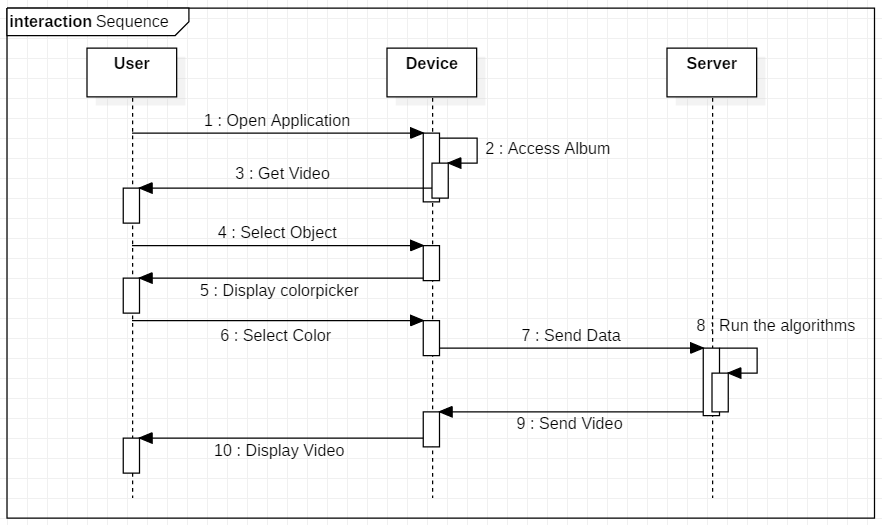 interaction Sequence
User
Device
Server
1 : Open Application
2 : Access Album
3 : Get Video
4 : Select Object
5 : Display colorpicker
6 : Select Color
7 : Send Data
8 : Run the algorithms
9 : Send Video
10 : Display Video